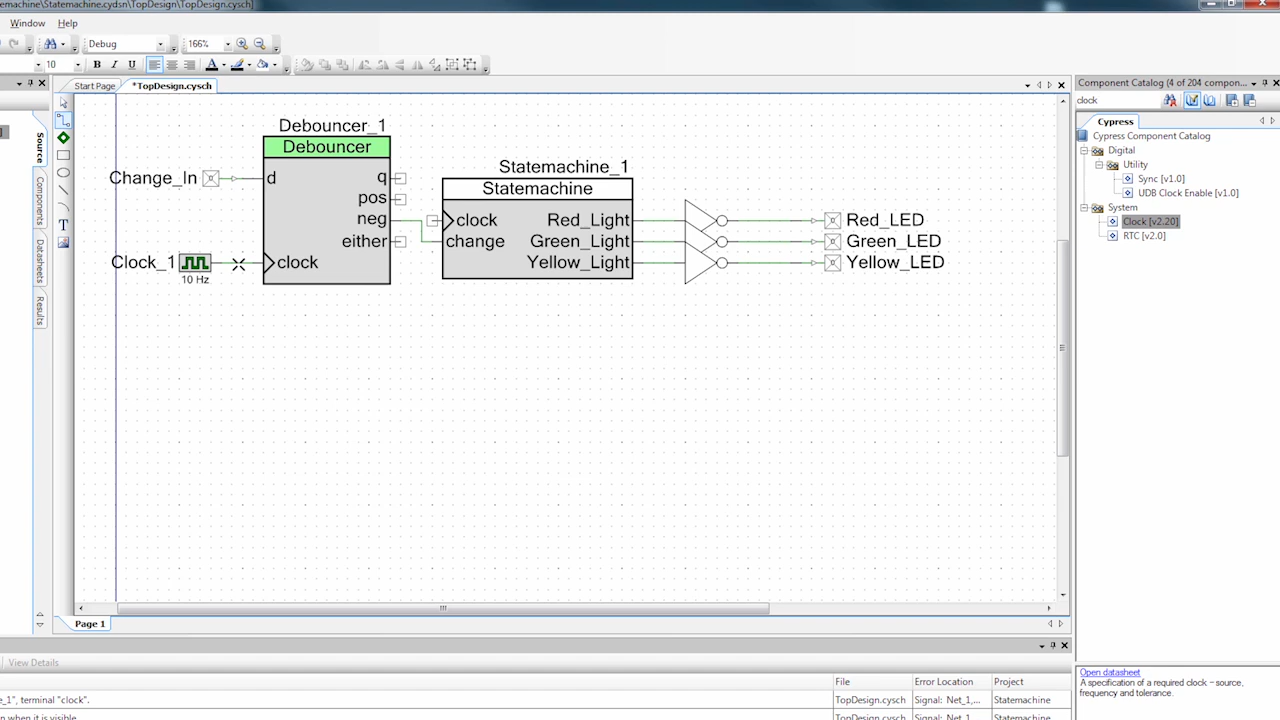 emachine\Statemachine.cydsn\TopDesign\TopDesign.cysch]
Window Help
Debug 166%
10 B I U A
Start Page *TopDesign.cysch
Component Catalog (4 of 204 compon...
clock
Cypress
Cypress Component Catalog
Digital
Utility
Sync [v1.0]
UDB Clock Enable [v1.0]
System
Clock [v2.20]
RTC [v2.0]
Source
Components
Datasheets
Results
T
Debouncer_1
Debouncer
Change_In
d
q
pos
neg
either
Clock_1
clock
10 Hz
Statemachine_1
Statemachine
clock
change
Red_Light
Green_Light
Yellow_Light
Red_LED
Green_LED
Yellow_LED
Page 1
View Details
File Error Location Project
e_1", terminal "clock". TopDesign.cysch Signal: Net_1,... Statemachine
n when it is visible TopDesign.cysch Signal: Net_1 Statemachine
Open datasheet
A specification of a required clock - source,
frequency and tolerance.